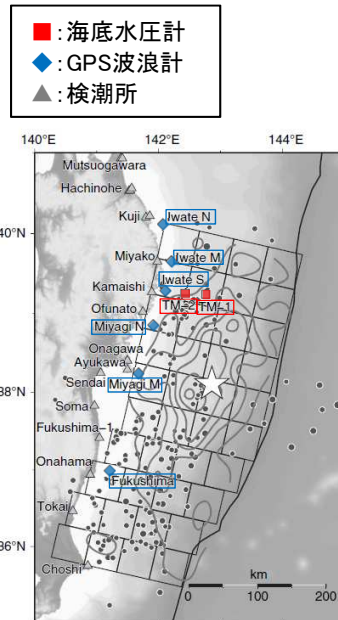 :海底水圧計
:GPS波浪計
:検潮所
140°E 142°E 144°E
Mutsuogawara
Hachinohe
Kuji
Iwate N
40°N
Miyako
Iwate M
Kamaishi
Iwate S
Ofunato
TM-2
TM-1
Miyagi N
Onagawa
Ayukawa
Sendai
Miyagi M
38°N
Soma
Fukushima-1
Onahama
Fukushima
Tokai
36°N
Choshi
km
0 100 200